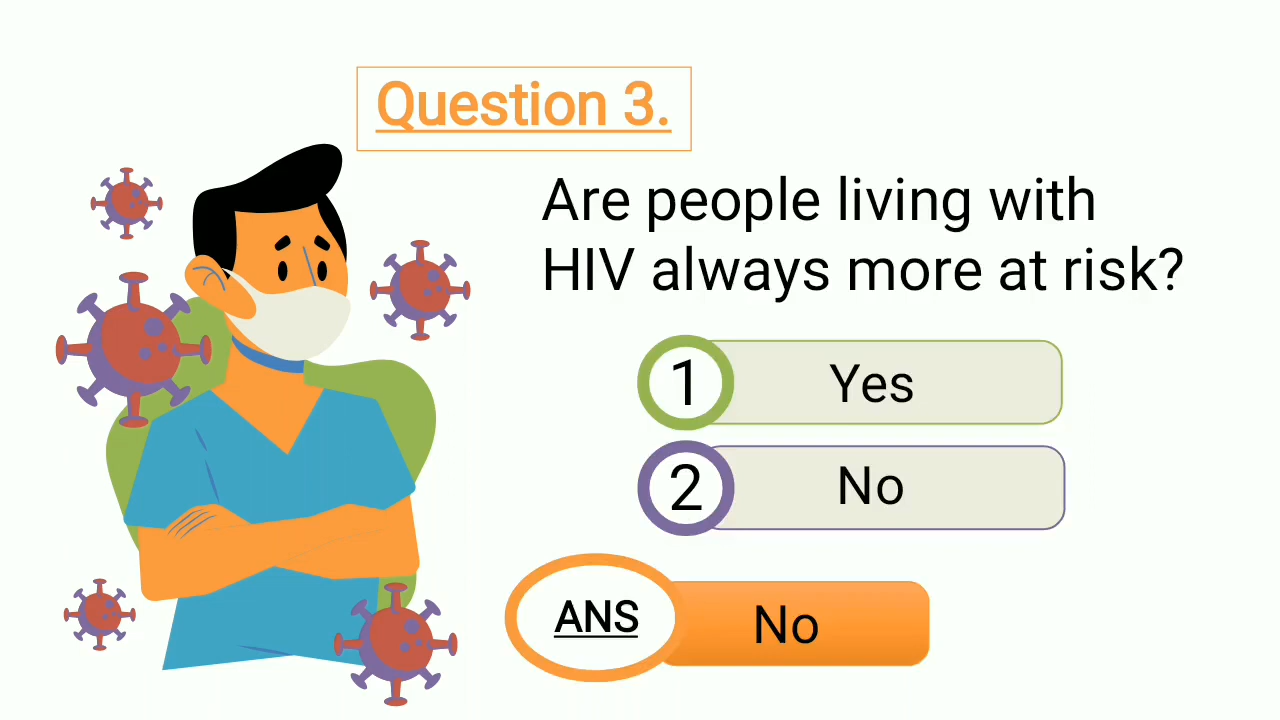 Question 3.
Are people living with
HIV always more at risk?
1 Yes
2 No
ANS No